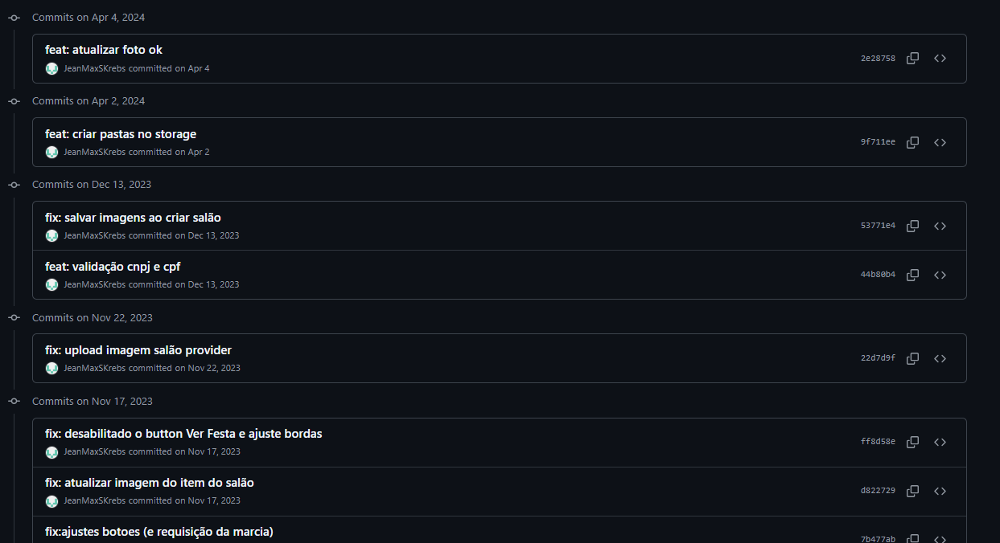 Commits on Apr 4, 2024
feat: atualizar foto ok
2e28758
JeanMaxSKrebs committed on Apr 4
Commits on Apr 2, 2024
feat: criar pastas no storage
9f711ee
JeanMaxSKrebs committed on Apr 2
Commits on Dec 13, 2023
fix: salvar imagens ao criar salão
53771e4
JeanMaxSKrebs committed on Dec 13, 2023
feat: validação cnpj e cpf
44b80b4
JeanMaxSKrebs committed on Dec 13, 2023
Commits on Nov 22, 2023
fix: upload imagem salão provider
22d7d9f
JeanMaxSKrebs committed on Nov 22, 2023
Commits on Nov 17, 2023
fix: desabilitado o button Ver Festa e ajuste bordas
ff8d58e
JeanMaxSKrebs committed on Nov 17, 2023
fix: atualizar imagem do item do salão
d822729
JeanMaxSKrebs committed on Nov 17, 2023
fix:ajustes botoes (e requisição da marcia)
7b477ab